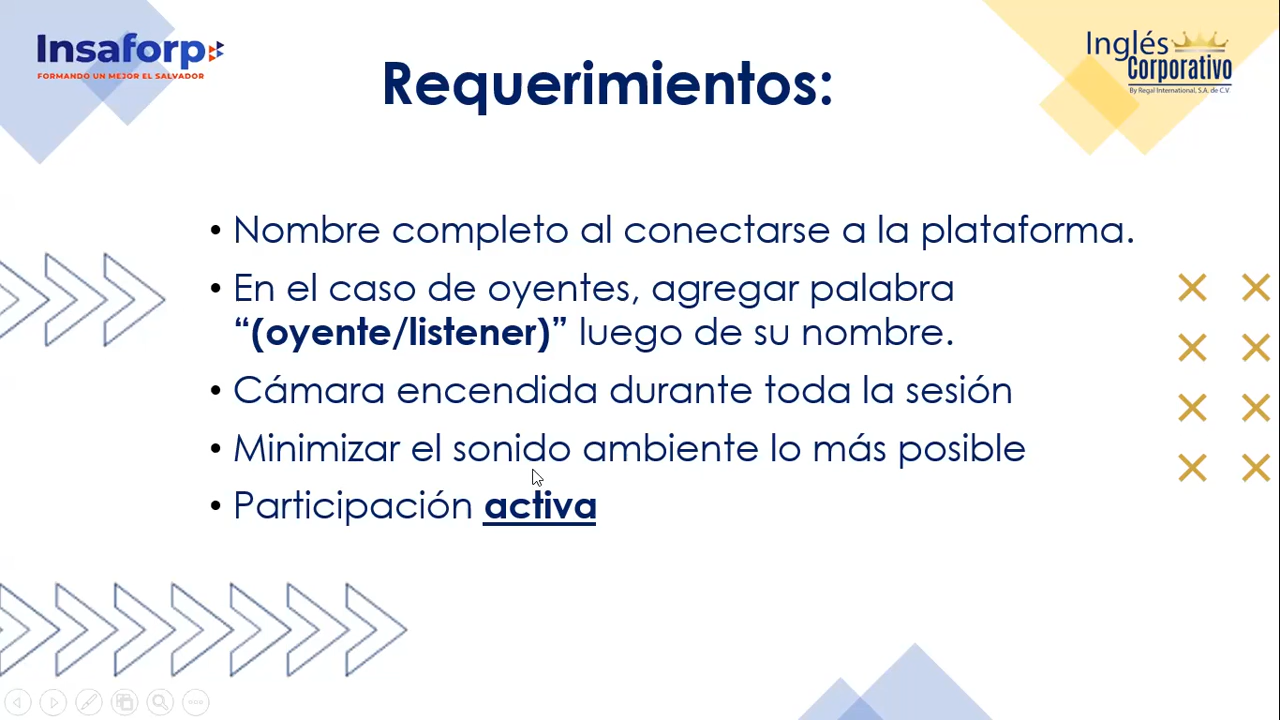 Insaforp
FORMANDO UN MEJOR EL SALVADOR
Inglés
Corporativo
By Regal International, S.A. de C.V.
Requerimientos:
• Nombre completo al conectarse a la plataforma.
• En el caso de oyentes, agregar palabra
“(oyente/listener)” luego de su nombre.
• Cámara encendida durante toda la sesión
• Minimizar el sonido ambiente lo más posible
• Participación activa